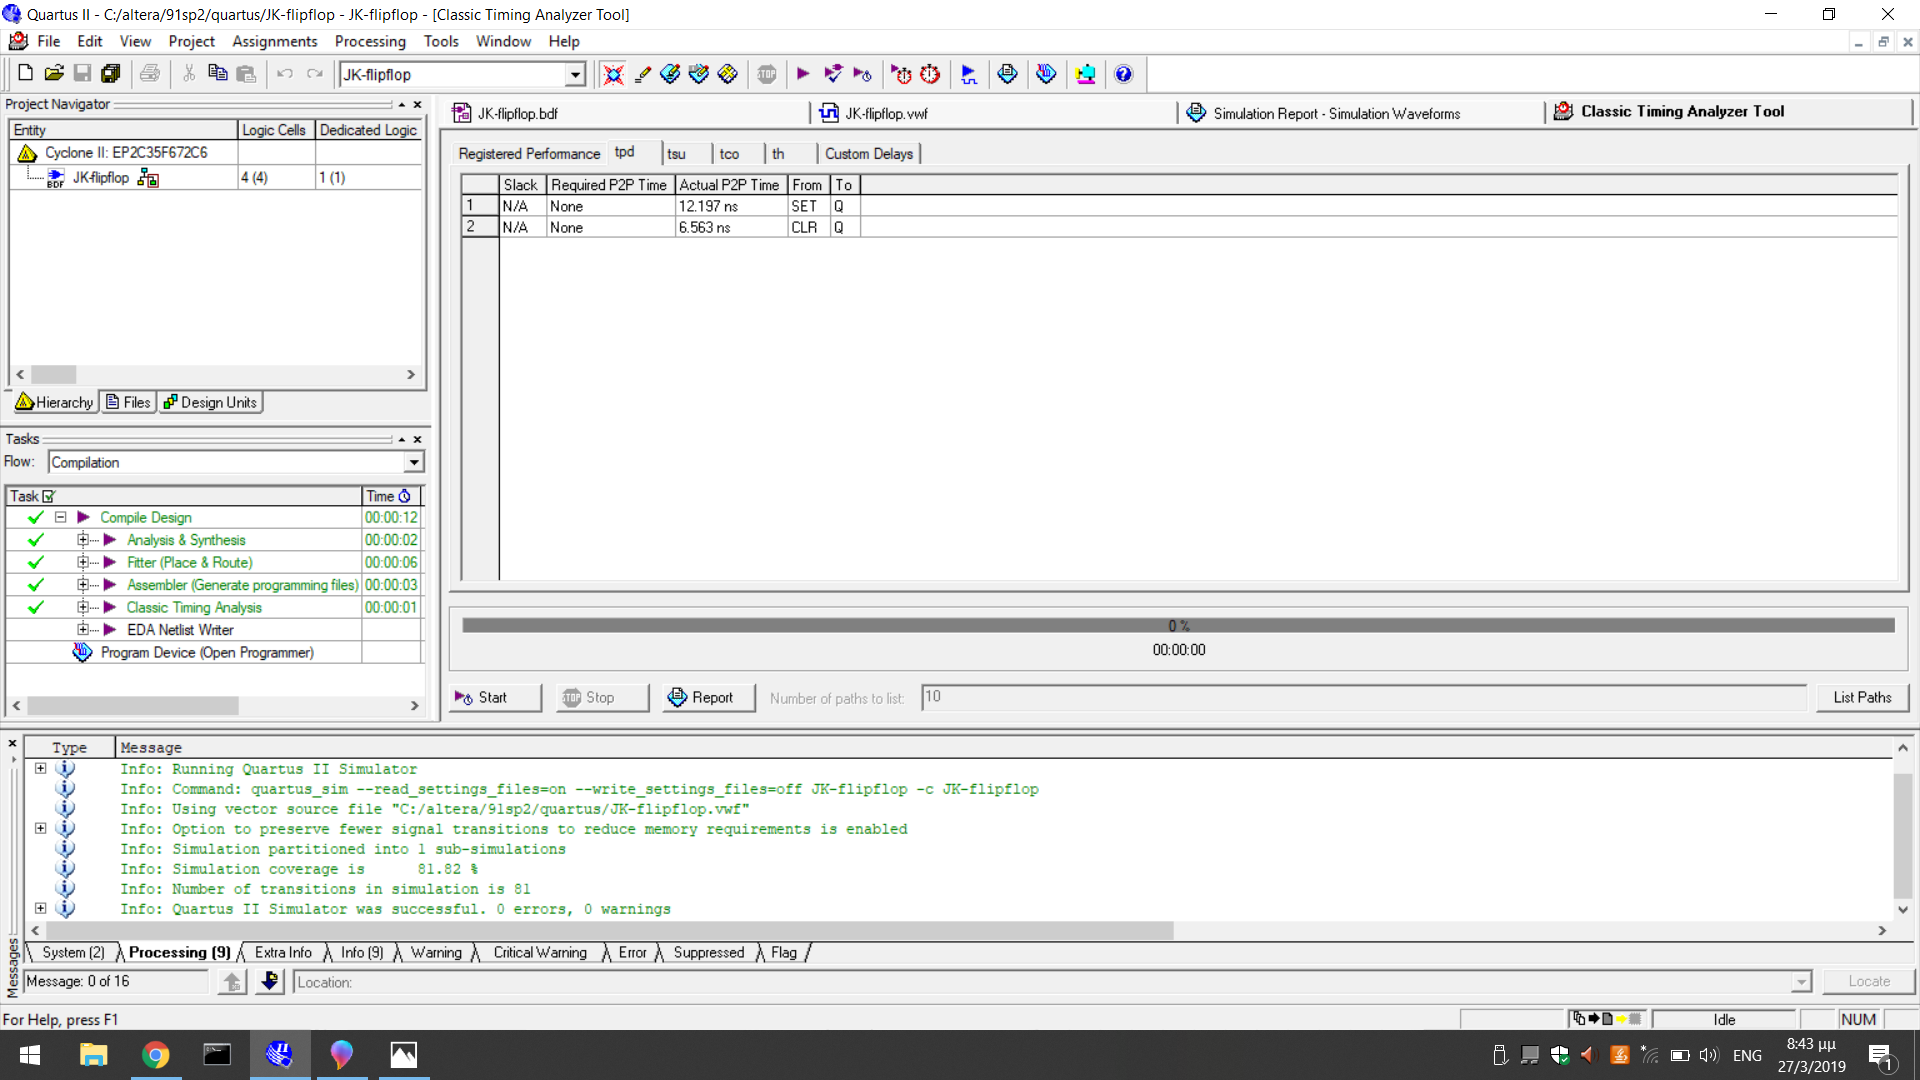 Quartus II - C:/altera/91sp2/quartus/JK-flipflop - JK-flipflop - [Classic Timing Analyzer Tool]
File Edit View Project Assignments Processing Tools Window Help
JK-flipflop
Project Navigator
Entity Logic Cells Dedicated Logic
Cyclone II: EP2C35F672C6
JK-flipflop 4 (4) 1 (1)
Hierarchy Files Design Units
Tasks
Flow: Compilation
Task Time
Compile Design 00:00:12
Analysis & Synthesis 00:00:02
Fitter (Place & Route) 00:00:06
Assembler (Generate programming files) 00:00:03
Classic Timing Analysis 00:00:01
EDA Netlist Writer
Program Device (Open Programmer)
JK-flipflop.bdf JK-flipflop.vwf Simulation Report - Simulation Waveforms Classic Timing Analyzer Tool
Registered Performance tpd tsu tco th Custom Delays
Slack Required P2P Time Actual P2P Time From To
1 N/A None 12.197 ns SET Q
2 N/A None 6.563 ns CLR Q
0 %
00:00:00
Start Stop Report Number of paths to list: 10 List Paths
Type Message
Info: Running Quartus II Simulator
Info: Command: quartus_sim --read_settings_files=on --write_settings_files=off JK-flipflop -c JK-flipflop
Info: Using vector source file "C:/altera/91sp2/quartus/JK-flipflop.vwf"
Info: Option to preserve fewer signal transitions to reduce memory requirements is enabled
Info: Simulation partitioned into 1 sub-simulations
Info: Simulation coverage is 81.82 %
Info: Number of transitions in simulation is 81
Info: Quartus II Simulator was successful. 0 errors, 0 warnings
System (2) Processing (9) Extra Info Info (9) Warning Critical Warning Error Suppressed Flag
Messages
Message: 0 of 16 Location: Locate
For Help, press F1 Idle NUM
ENG 8:43 μμ
27/3/2019
1